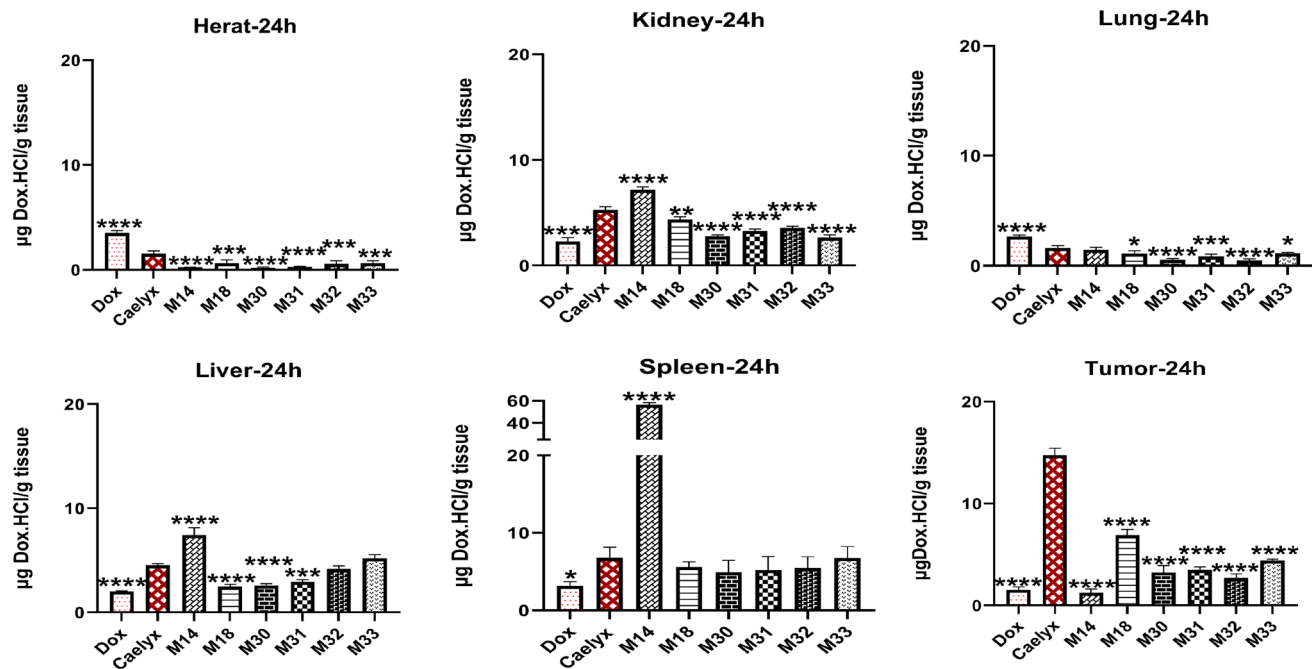 Herat-24h
µg Dox.HCl/g tissue
20
10
0
****
***
****
****
***
***
Dox
Caelyx
M14
M18
M30
M31
M32
M33
Kidney-24h
µg Dox.HCl/g tissue
20
10
0
****
****
**
****
****
****
****
Dox
Caelyx
M14
M18
M30
M31
M32
M33
Lung-24h
µg Dox.HCl/g tissue
20
10
0
****
*
****
***
****
*
Dox
Caelyx
M14
M18
M30
M31
M32
M33
Liver-24h
µg Dox.HCl/g tissue
20
10
0
****
****
****
****
***
Dox
Caelyx
M14
M18
M30
M31
M32
M33
Spleen-24h
µg Dox.HCl/g tissue
60
40
20
10
0
*
****
Dox
Caelyx
M14
M18
M30
M31
M32
M33
Tumor-24h
µgDox.HCl/g tissue
20
10
0
****
****
****
****
****
****
****
Dox
Caelyx
M14
M18
M30
M31
M32
M33